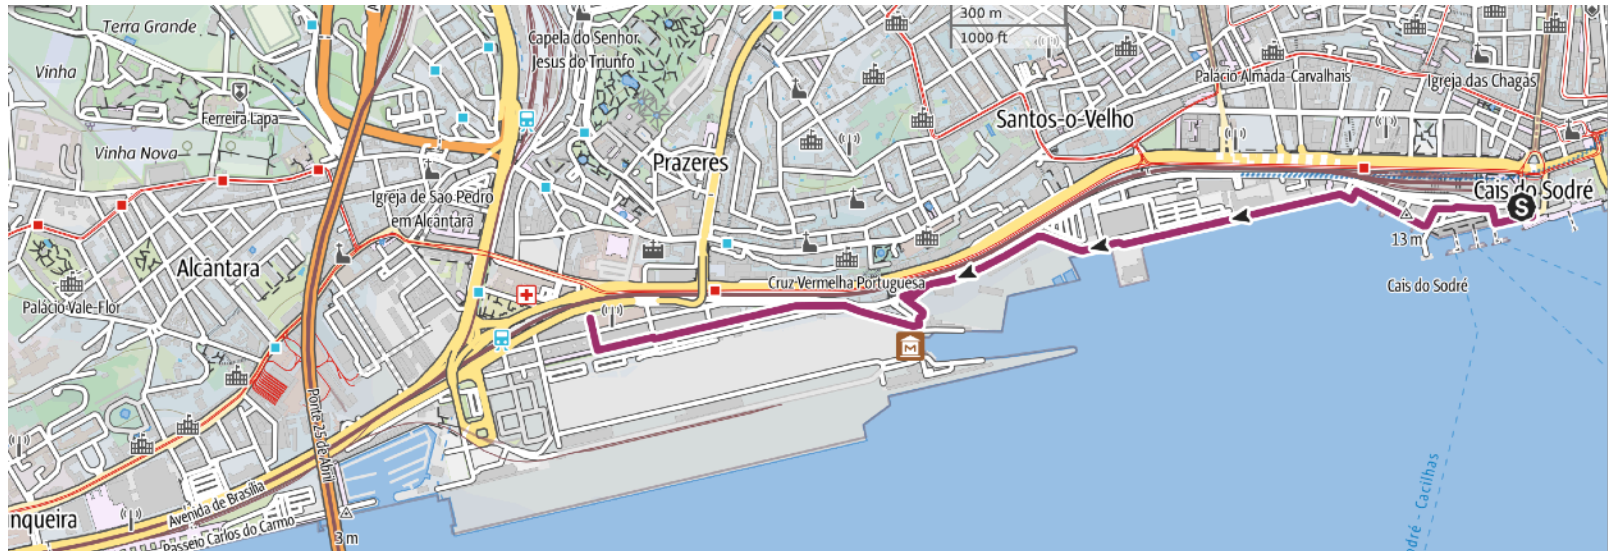 Terra Grande
Capela do Senhor
Jesus do Triunfo
300 m
1000 ft
Vinha
Palácio Almada-Carvalhais
Igreja das Chagas
Ferreira Lapa
Santos-o-Velho
Vinha Nova
Prazeres
Igreja de São Pedro
em Alcântara
Cais do Sodré
S
13 m
Alcântara
Cruz Vermelha Portuguesa
Cais do Sodré
Palácio Vale-Flor
M
Ponte 25 de Abril
Avenida de Brasília
nqueira
Passeio Carlos do Carmo
3 m
odré - Cacilhas